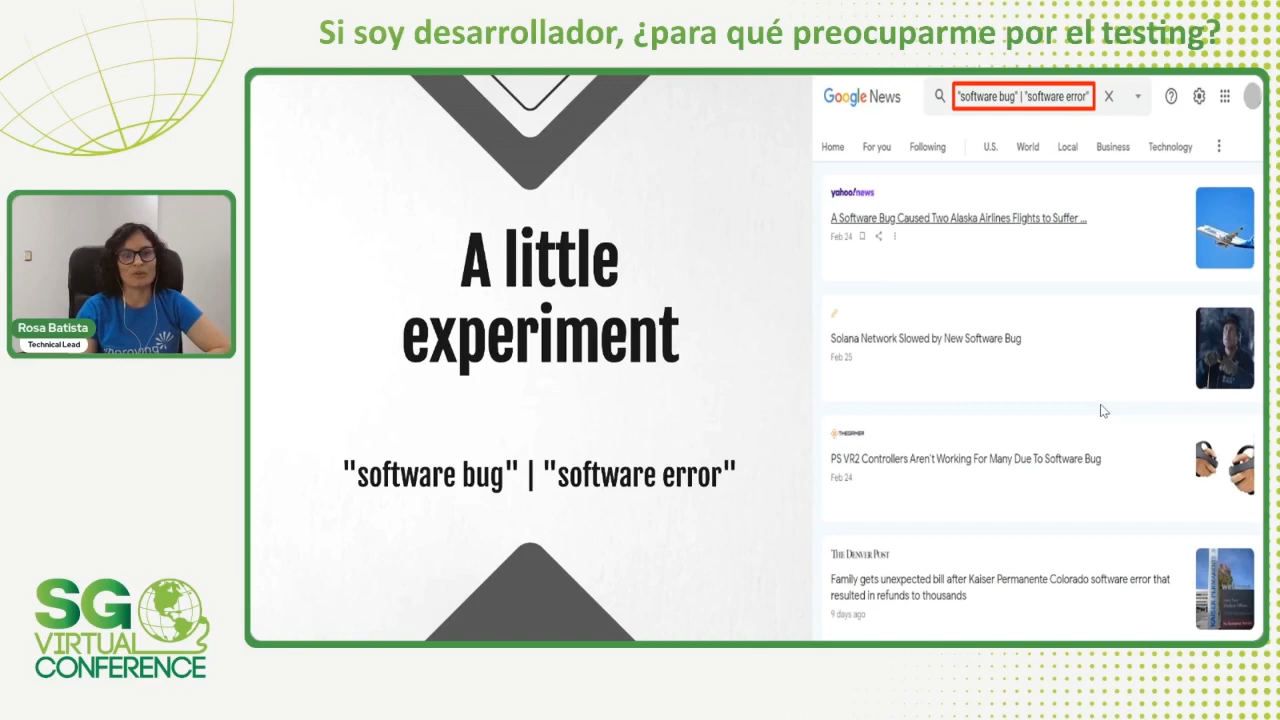 Si soy desarrollador, ¿para qué preocuparme por el testing?
Rosa Batista
Technical Lead
improving
SG
VIRTUAL
CONFERENCE
A little
experiment
"software bug" | "software error"
Google News
"software bug" | "software error"
Home For you Following U.S. World Local Business Technology
yahoo!news
A Software Bug Caused Two Alaska Airlines Flights to Suffer ...
Feb 24
Solana Network Slowed by New Software Bug
Feb 25
THEGAMER
PS VR2 Controllers Aren't Working For Many Due To Software Bug
Feb 24
THE DENVER POST
Family gets unexpected bill after Kaiser Permanente Colorado software error that
resulted in refunds to thousands
9 days ago